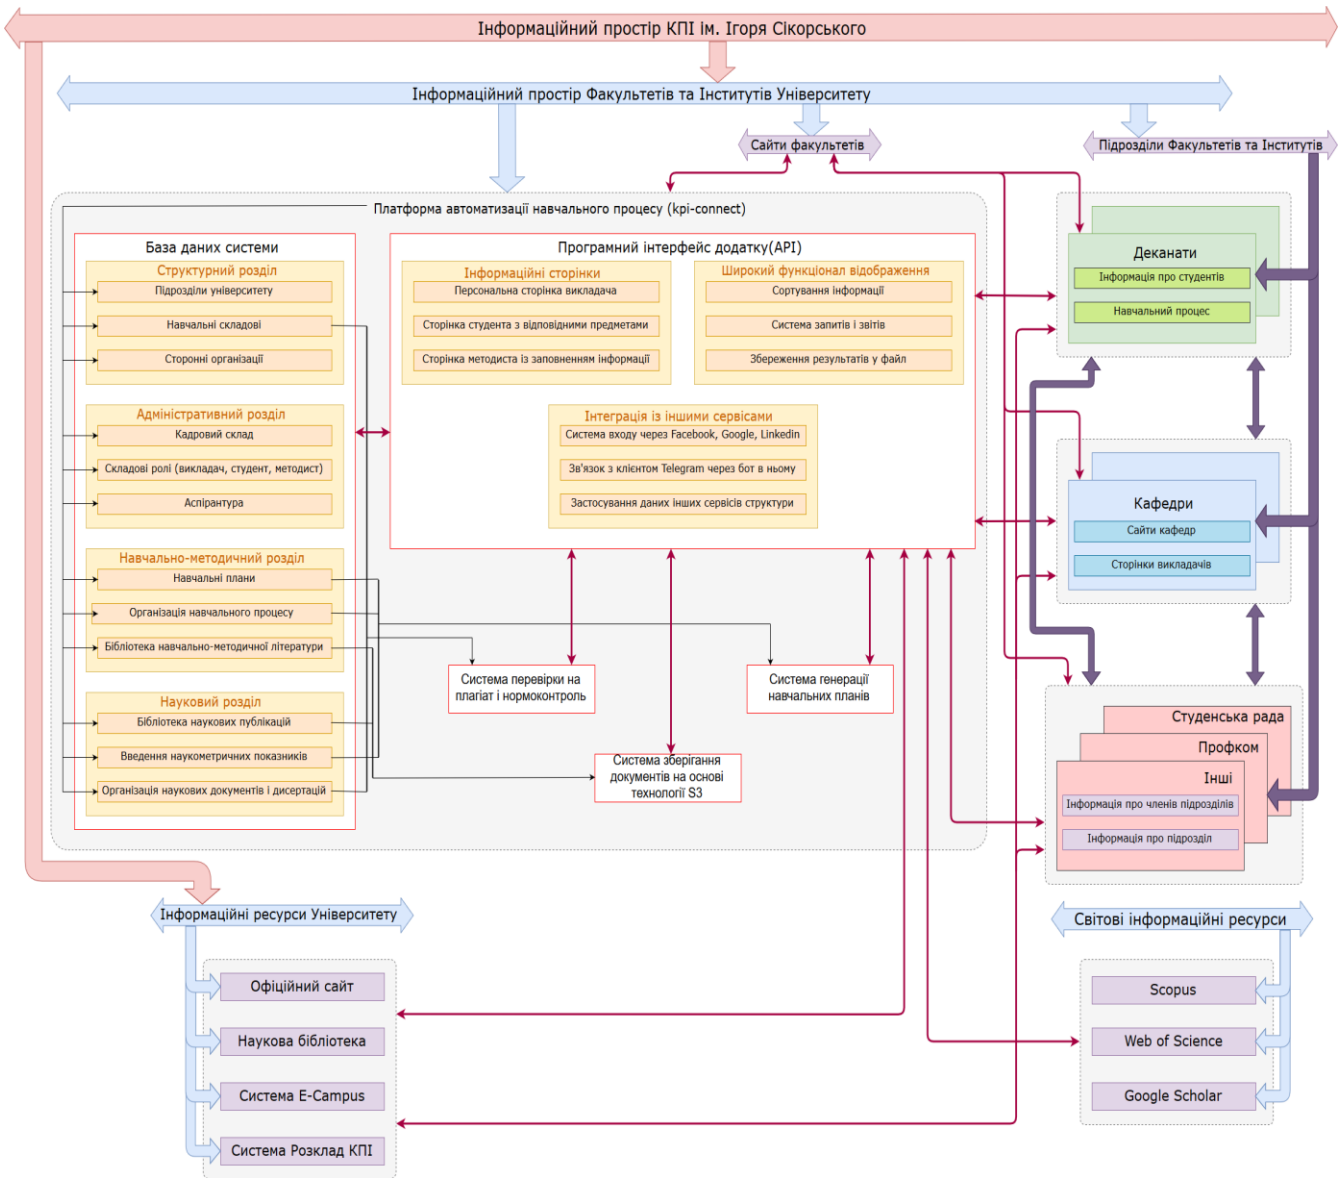 Інформаційний простір КПІ ім. Ігоря Сікорського
Інформаційний простір Факультетів та Інститутів Університету
Сайти факультетів
Підрозділи Факультетів та Інститутів
Платформа автоматизації навчального процесу (kpi-connect)
База даних системи
Структурний розділ
Підрозділи університету
Навчальні складові
Сторонні організації
Адміністративний розділ
Кадровий склад
Складові ролі (викладач, студент, методист)
Аспірантура
Навчально-методичний розділ
Навчальні плани
Організація навчального процесу
Бібліотека навчально-методичної літератури
Науковий розділ
Бібліотека наукових публікацій
Введення наукометричних показників
Організація наукових документів і дисертацій
Програмний інтерфейс додатку(API)
Інформаційні сторінки
Персональна сторінка викладача
Сторінка студента з відповідними предметами
Сторінка методиста із заповненням інформації
Широкий функціонал відображення
Сортування інформації
Система запитів і звітів
Збереження результатів у файл
Інтеграція із іншими сервісами
Система входу через Facebook, Google, Linkedin
Зв'язок з клієнтом Telegram через бот в ньому
Застосування даних інших сервісів структури
Система перевірки на
плагіат і нормоконтроль
Система генерації
навчальних планів
Система зберігання
документів на основі
технології S3
Деканати
Інформація про студентів
Навчальний процес
Кафедри
Сайти кафедр
Сторінки викладачів
Студенська рада
Профком
Інші
Інформація про членів підрозділів
Інформація про підрозділ
Інформаційні ресурси Університету
Офіційний сайт
Наукова бібліотека
Система E-Campus
Система Розклад КПІ
Світові інформаційні ресурси
Scopus
Web of Science
Google Scholar